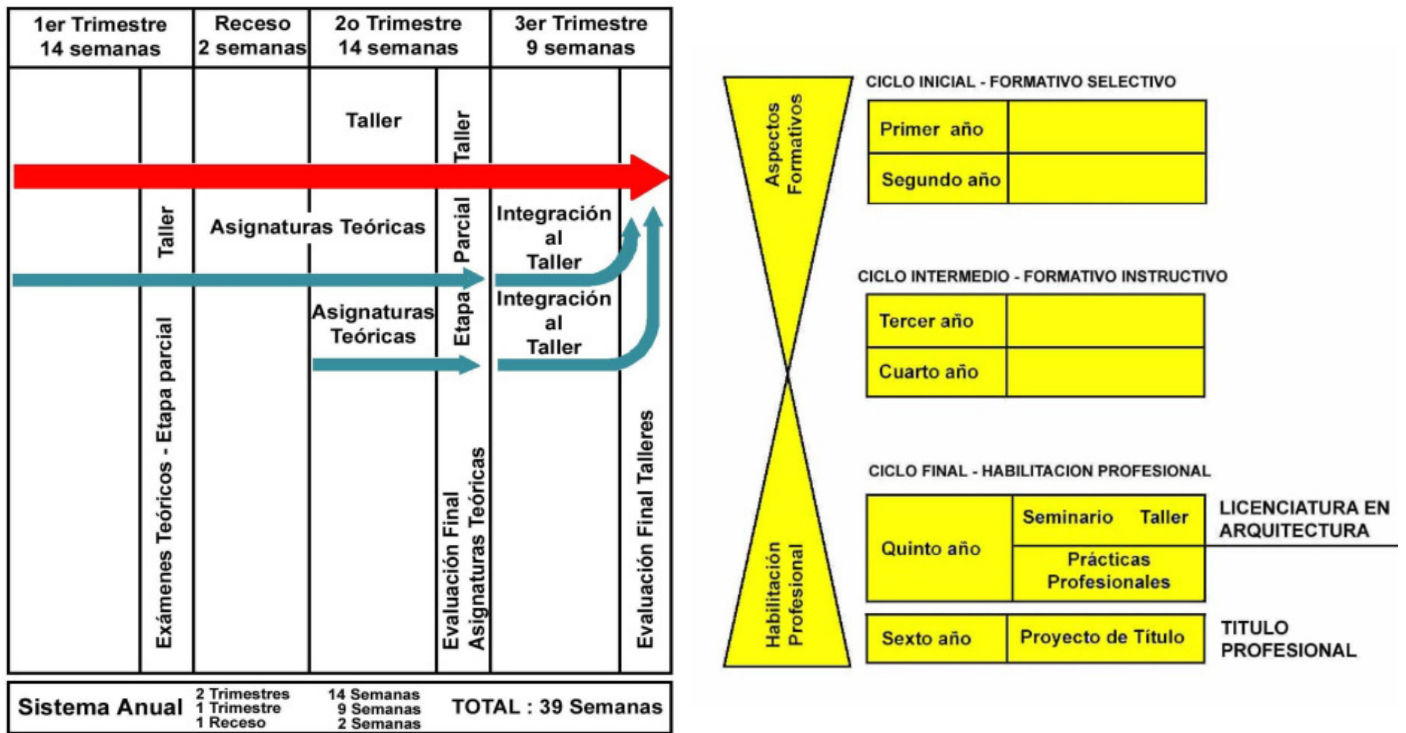 1er Trimestre
14 semanas
Receso
2 semanas
2o Trimestre
14 semanas
3er Trimestre
9 semanas
Taller
Asignaturas Teóricas
Asignaturas
Teóricas
Integración
al
Taller
Integración
al
Taller
Exámenes Teóricos - Etapa parcial Taller
Etapa Parcial Taller
Evaluación Final
Asignaturas Teóricas
Evaluación Final Talleres
Sistema Anual
2 Trimestres 14 Semanas
1 Trimestre 9 Semanas
1 Receso 2 Semanas
TOTAL : 39 Semanas
Aspectos
Formativos
Habilitación
Profesional
CICLO INICIAL - FORMATIVO SELECTIVO
Primer año
Segundo año
CICLO INTERMEDIO - FORMATIVO INSTRUCTIVO
Tercer año
Cuarto año
CICLO FINAL - HABILITACION PROFESIONAL
Quinto año
Seminario Taller
Prácticas
Profesionales
LICENCIATURA EN
ARQUITECTURA
Sexto año
Proyecto de Título
TITULO
PROFESIONAL